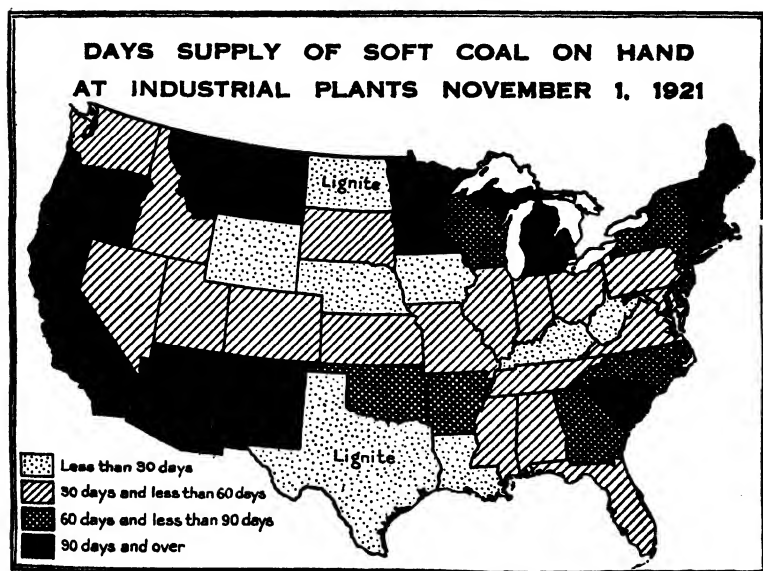 DAYS SUPPLY OF SOFT COAL ON HAND
AT INDUSTRIAL PLANTS NOVEMBER 1, 1921
Lignite
Lignite
Less than 30 days
30 days and less than 60 days
60 days and less than 90 days
90 days and over